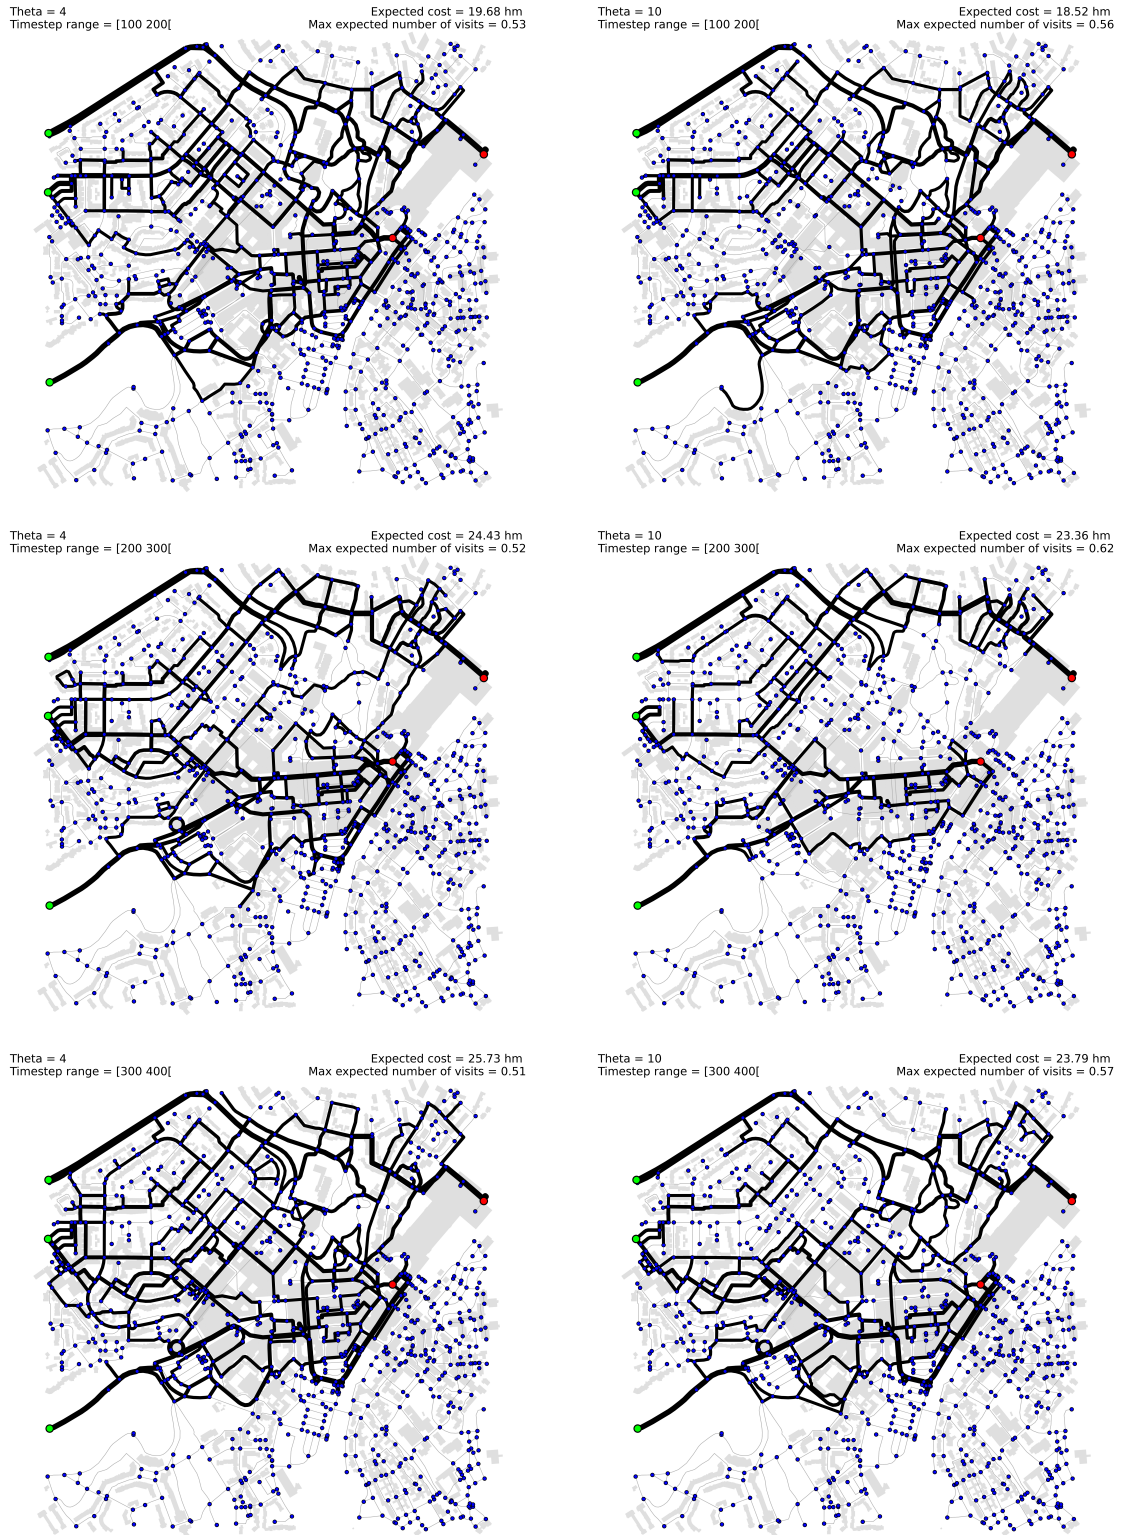 Theta = 4
Timestep range = [100 200[
Expected cost = 19.68 hm
Max expected number of visits = 0.53
Theta = 10
Timestep range = [100 200[
Expected cost = 18.52 hm
Max expected number of visits = 0.56
Theta = 4
Timestep range = [200 300[
Expected cost = 24.43 hm
Max expected number of visits = 0.52
Theta = 10
Timestep range = [200 300[
Expected cost = 23.36 hm
Max expected number of visits = 0.62
Theta = 4
Timestep range = [300 400[
Expected cost = 25.73 hm
Max expected number of visits = 0.51
Theta = 10
Timestep range = [300 400[
Expected cost = 23.79 hm
Max expected number of visits = 0.57